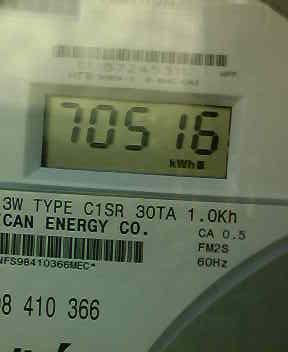 70516
kWh
3W TYPE C1SR 30TA 1.0Kh
CAN ENERGY CO.
CA 0.5
FM2S
NFS98410366MEC*
60Hz
98 410 366